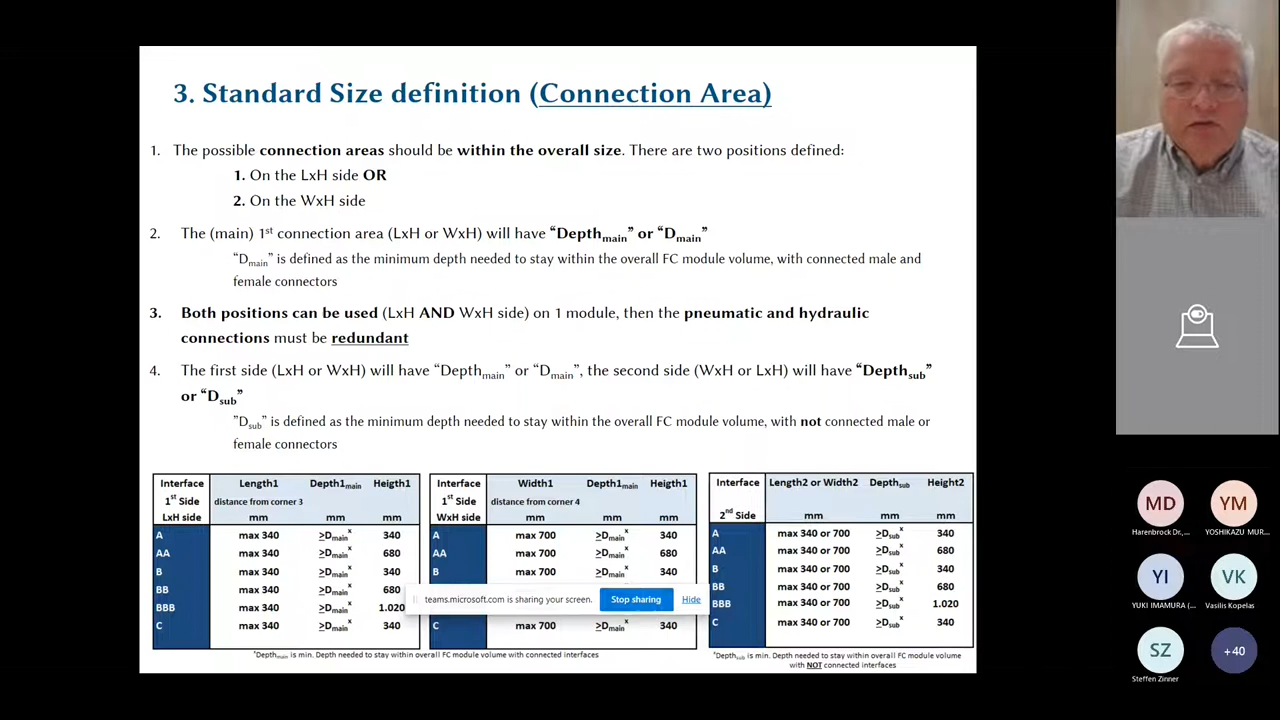 3. Standard Size definition (Connection Area)
1. The possible connection areas should be within the overall size. There are two positions defined:
1. On the LxH side OR
2. On the WxH side
2. The (main) 1st connection area (LxH or WxH) will have “Depthmain” or “Dmain”
“Dmain” is defined as the minimum depth needed to stay within the overall FC module volume, with connected male and
female connectors
3. Both positions can be used (LxH AND WxH side) on 1 module, then the pneumatic and hydraulic
connections must be redundant
4. The first side (LxH or WxH) will have “Depthmain” or “Dmain”, the second side (WxH or LxH) will have “Depthsub”
or “Dsub”
”Dsub” is defined as the minimum depth needed to stay within the overall FC module volume, with not connected male or
female connectors
Interface Length1 Depth1main Heigth1
1st Side distance from corner 3
LxH side mm mm mm
A max 340 ≥Dmain x 340
AA max 340 ≥Dmain x 680
B max 340 ≥Dmain x 340
BB max 340 ≥Dmain x 680
BBB max 340 ≥Dmain x 1.020
C max 340 ≥Dmain x 340
Interface Width1 Depth1main Heigth1
1st Side distance from corner 4
WxH side mm mm mm
A max 700 ≥Dmain x 340
AA max 700 ≥Dmain x 680
B max 700 ≥Dmain x 340
C max 700 ≥Dmain x 340
Interface Length2 or Width2 Depthsub Height2
2nd Side mm mm mm
A max 340 or 700 ≥Dsub x 340
AA max 340 or 700 ≥Dsub x 680
B max 340 or 700 ≥Dsub x 340
BB max 340 or 700 ≥Dsub x 680
BBB max 340 or 700 ≥Dsub x 1.020
C max 340 or 700 ≥Dsub x 340
teams.microsoft.com is sharing your screen. Stop sharing Hide
xDepthmain is min. Depth needed to stay within overall FC module volume with connected interfaces
xDepthsub is min. Depth needed to stay within overall FC module volume
with NOT connected interfaces
MD YM
Harenbrock Dr.,... YOSHIKAZU MUR...
YI VK
YUKI IMAMURA (... Vasilis Kopelas
SZ +40
Steffen Zinner